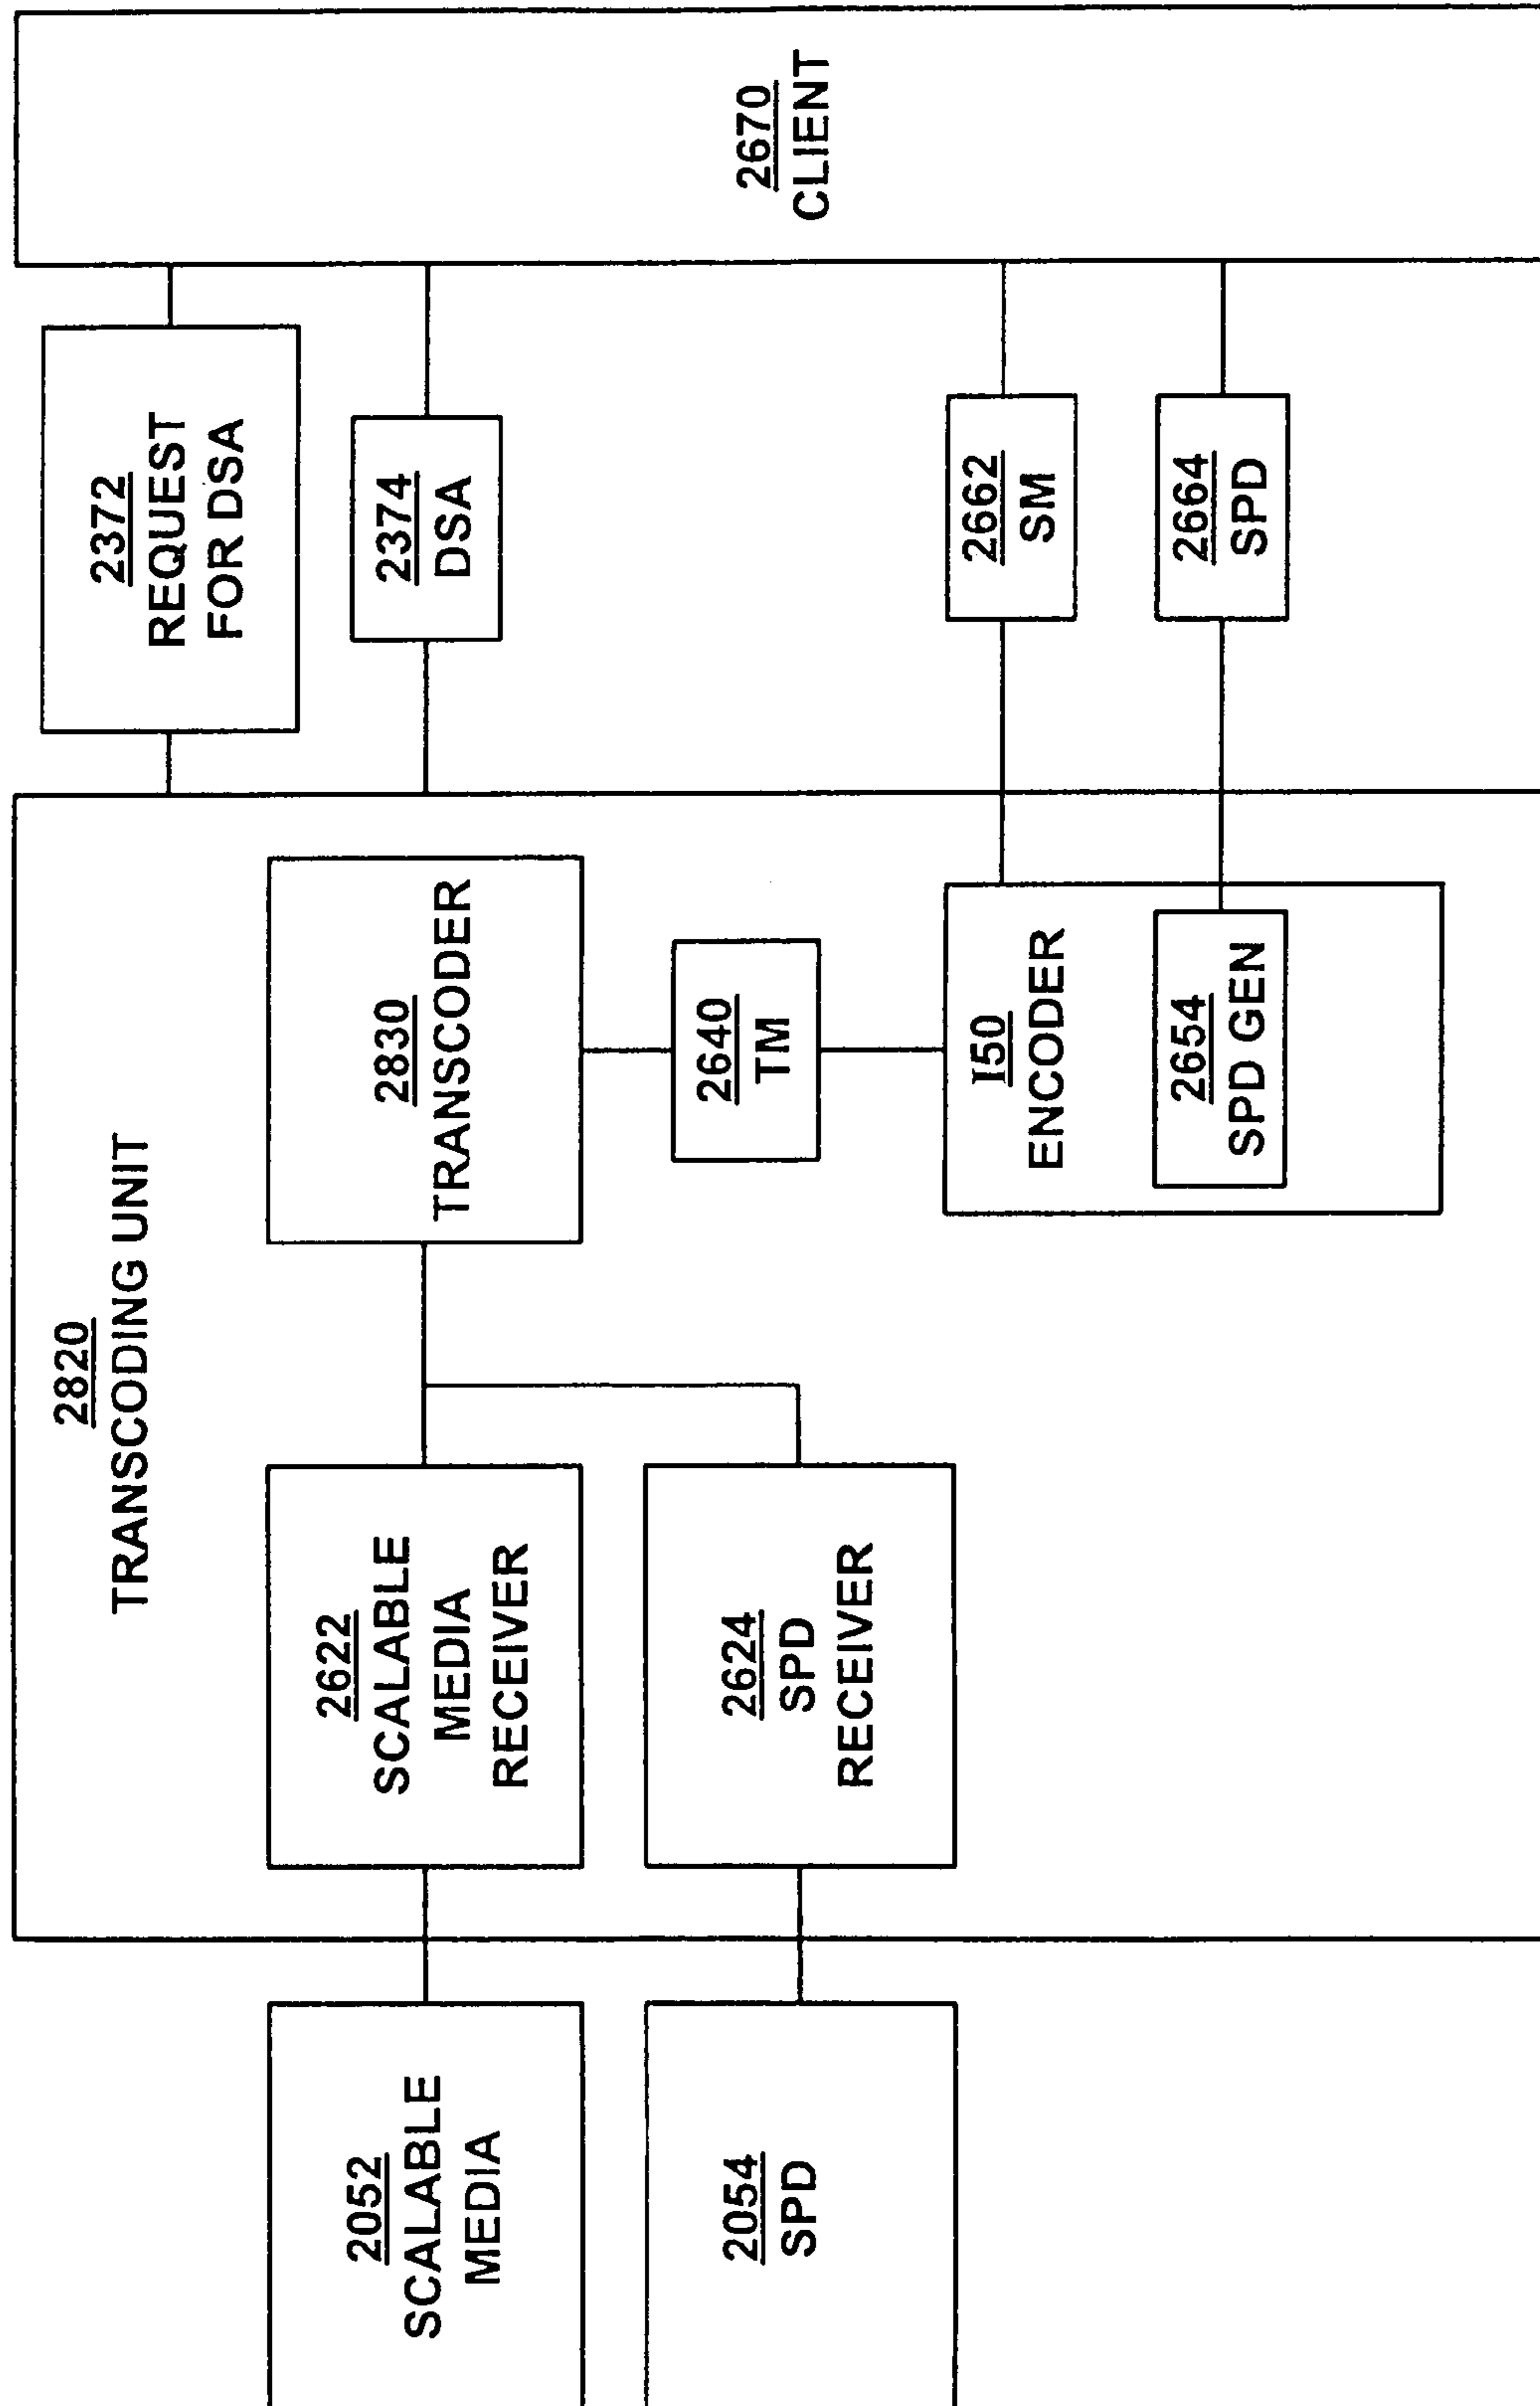 2820
TRANSCODING UNIT
2052
SCALABLE
MEDIA
2622
SCALABLE
MEDIA
RECEIVER
2830
TRANSCODER
2372
REQUEST
FOR DSA
2374
DSA
2670
CLIENT
2054
SPD
2624
SPD
RECEIVER
2640
TM
I50
ENCODER
2654
SPD GEN
2662
SM
2664
SPD